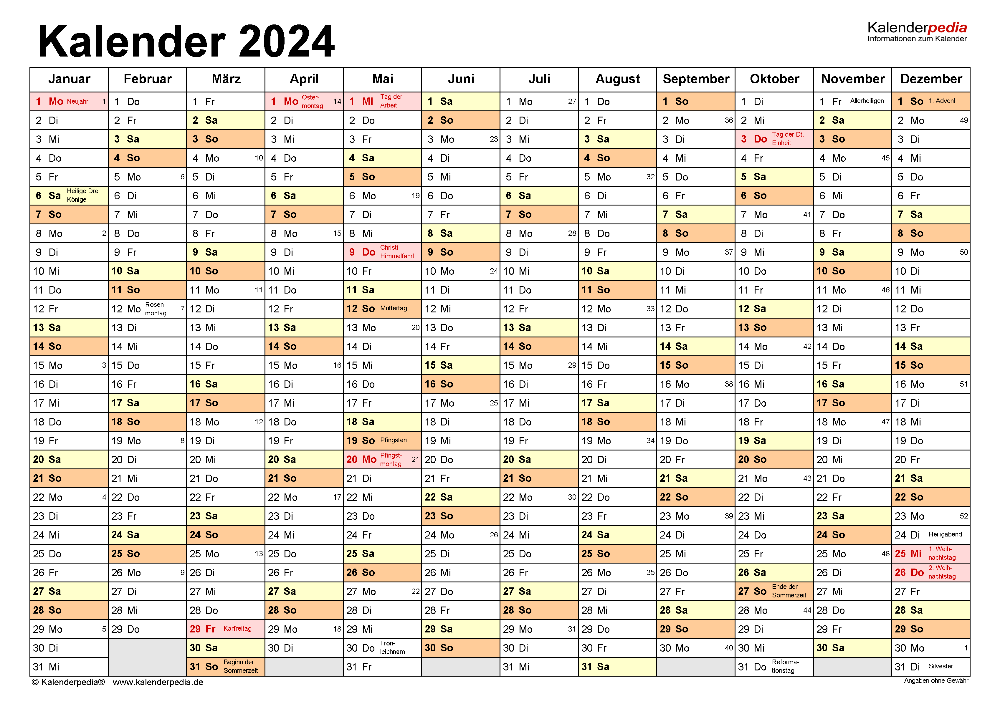 Kalender 2024
Kalenderpedia
Informationen zum Kalender
Januar Februar März April Mai Juni Juli August September Oktober November Dezember
1 Mo Neujahr 1 1 Do 1 Fr 1 Mo Oster-montag 14 1 Mi Tag der Arbeit 1 Sa 1 Mo 27 1 Do 1 So 1 Di 1 Fr Allerheiligen 1 So 1. Advent
2 Di 2 Fr 2 Sa 2 Di 2 Do 2 So 2 Di 2 Fr 2 Mo 36 2 Mi 2 Sa 2 Mo 49
3 Mi 3 Sa 3 So 3 Mi 3 Fr 3 Mo 23 3 Mi 3 Sa 3 Di 3 Do Tag der Dt. Einheit 3 So 3 Di
4 Do 4 So 4 Mo 10 4 Do 4 Sa 4 Di 4 Do 4 So 4 Mi 4 Fr 4 Mo 45 4 Mi
5 Fr 5 Mo 6 5 Di 5 Fr 5 So 5 Mi 5 Fr 5 Mo 32 5 Do 5 Sa 5 Di 5 Do
6 Sa Heilige Drei Könige 6 Di 6 Mi 6 Sa 6 Mo 19 6 Do 6 Sa 6 Di 6 Fr 6 So 6 Mi 6 Fr
7 So 7 Mi 7 Do 7 So 7 Di 7 Fr 7 So 7 Mi 7 Sa 7 Mo 41 7 Do 7 Sa
8 Mo 2 8 Do 8 Fr 8 Mo 15 8 Mi 8 Sa 8 Mo 28 8 Do 8 So 8 Di 8 Fr 8 So
9 Di 9 Fr 9 Sa 9 Di 9 Do Christi Himmelfahrt 9 So 9 Di 9 Fr 9 Mo 37 9 Mi 9 Sa 9 Mo 50
10 Mi 10 Sa 10 So 10 Mi 10 Fr 10 Mo 24 10 Mi 10 Sa 10 Di 10 Do 10 So 10 Di
11 Do 11 So 11 Mo 11 11 Do 11 Sa 11 Di 11 Do 11 So 11 Mi 11 Fr 11 Mo 46 11 Mi
12 Fr 12 Mo Rosen-montag 7 12 Di 12 Fr 12 So Muttertag 12 Mi 12 Fr 12 Mo 33 12 Do 12 Sa 12 Di 12 Do
13 Sa 13 Di 13 Mi 13 Sa 13 Mo 20 13 Do 13 Sa 13 Di 13 Fr 13 So 13 Mi 13 Fr
14 So 14 Mi 14 Do 14 So 14 Di 14 Fr 14 So 14 Mi 14 Sa 14 Mo 42 14 Do 14 Sa
15 Mo 3 15 Do 15 Fr 15 Mo 16 15 Mi 15 Sa 15 Mo 29 15 Do 15 So 15 Di 15 Fr 15 So
16 Di 16 Fr 16 Sa 16 Di 16 Do 16 So 16 Di 16 Fr 16 Mo 38 16 Mi 16 Sa 16 Mo 51
17 Mi 17 Sa 17 So 17 Mi 17 Fr 17 Mo 25 17 Mi 17 Sa 17 Di 17 Do 17 So 17 Di
18 Do 18 So 18 Mo 12 18 Do 18 Sa 18 Di 18 Do 18 So 18 Mi 18 Fr 18 Mo 47 18 Mi
19 Fr 19 Mo 8 19 Di 19 Fr 19 So Pfingsten 19 Mi 19 Fr 19 Mo 34 19 Do 19 Sa 19 Di 19 Do
20 Sa 20 Di 20 Mi 20 Sa 20 Mo Pfingst-montag 21 20 Do 20 Sa 20 Di 20 Fr 20 So 20 Mi 20 Fr
21 So 21 Mi 21 Do 21 So 21 Di 21 Fr 21 So 21 Mi 21 Sa 21 Mo 43 21 Do 21 Sa
22 Mo 4 22 Do 22 Fr 22 Mo 17 22 Mi 22 Sa 22 Mo 30 22 Do 22 So 22 Di 22 Fr 22 So
23 Di 23 Fr 23 Sa 23 Di 23 Do 23 So 23 Di 23 Fr 23 Mo 39 23 Mi 23 Sa 23 Mo 52
24 Mi 24 Sa 24 So 24 Mi 24 Fr 24 Mo 26 24 Mi 24 Sa 24 Di 24 Do 24 So 24 Di Heiligabend
25 Do 25 So 25 Mo 13 25 Do 25 Sa 25 Di 25 Do 25 So 25 Mi 25 Fr 25 Mo 48 25 Mi 1. Weih-nachtstag
26 Fr 26 Mo 9 26 Di 26 Fr 26 So 26 Mi 26 Fr 26 Mo 35 26 Do 26 Sa 26 Di 26 Do 2. Weih-nachtstag
27 Sa 27 Di 27 Mi 27 Sa 27 Mo 22 27 Do 27 Sa 27 Di 27 Fr 27 So Ende der Sommerzeit 27 Mi 27 Fr
28 So 28 Mi 28 Do 28 So 28 Di 28 Fr 28 So 28 Mi 28 Sa 28 Mo 44 28 Do 28 Sa
29 Mo 5 29 Do 29 Fr Karfreitag 29 Mo 18 29 Mi 29 Sa 29 Mo 31 29 Do 29 So 29 Di 29 Fr 29 So
30 Di 30 Sa 30 Di 30 Do Fron-leichnam 30 So 30 Di 30 Fr 30 Mo 40 30 Mi 30 Sa 30 Mo 1
31 Mi 31 So Beginn der Sommerzeit 31 Fr 31 Mi 31 Sa 31 Do Reforma-tionstag 31 Di Silvester
© Kalenderpedia® www.kalenderpedia.de
Angaben ohne Gewähr